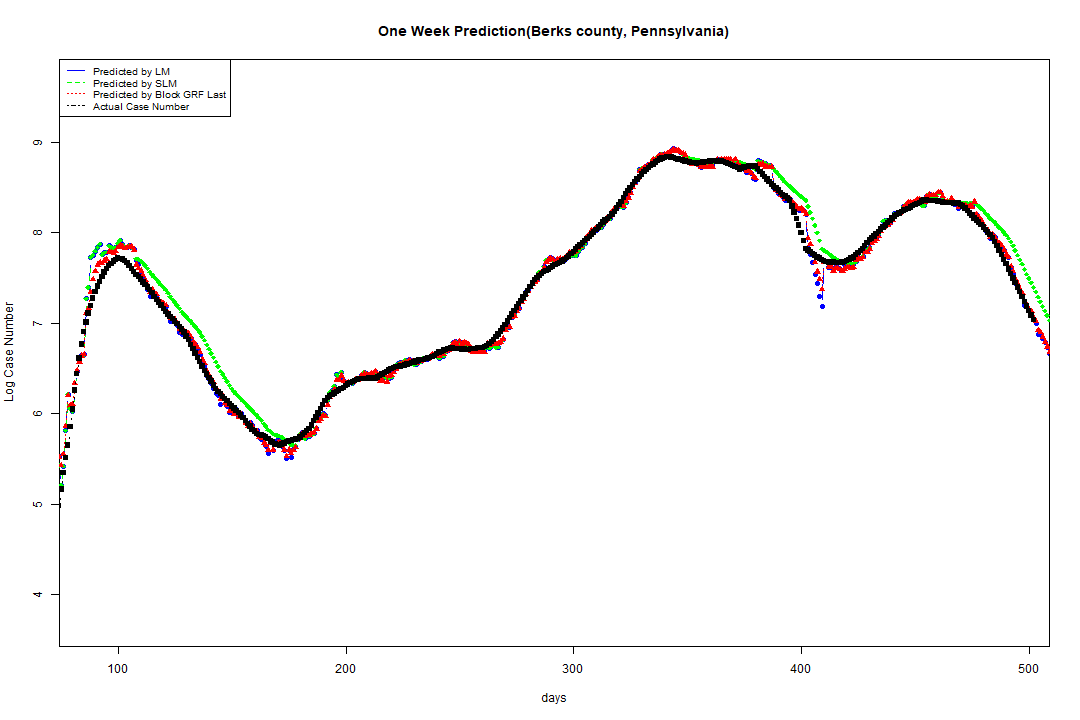 One Week Prediction(Berks county, Pennsylvania)
Predicted by LM
Predicted by SLM
Predicted by Block GRF Last
Actual Case Number
9
8
7
6
5
4
Log Case Number
100 200 300 400 500
days